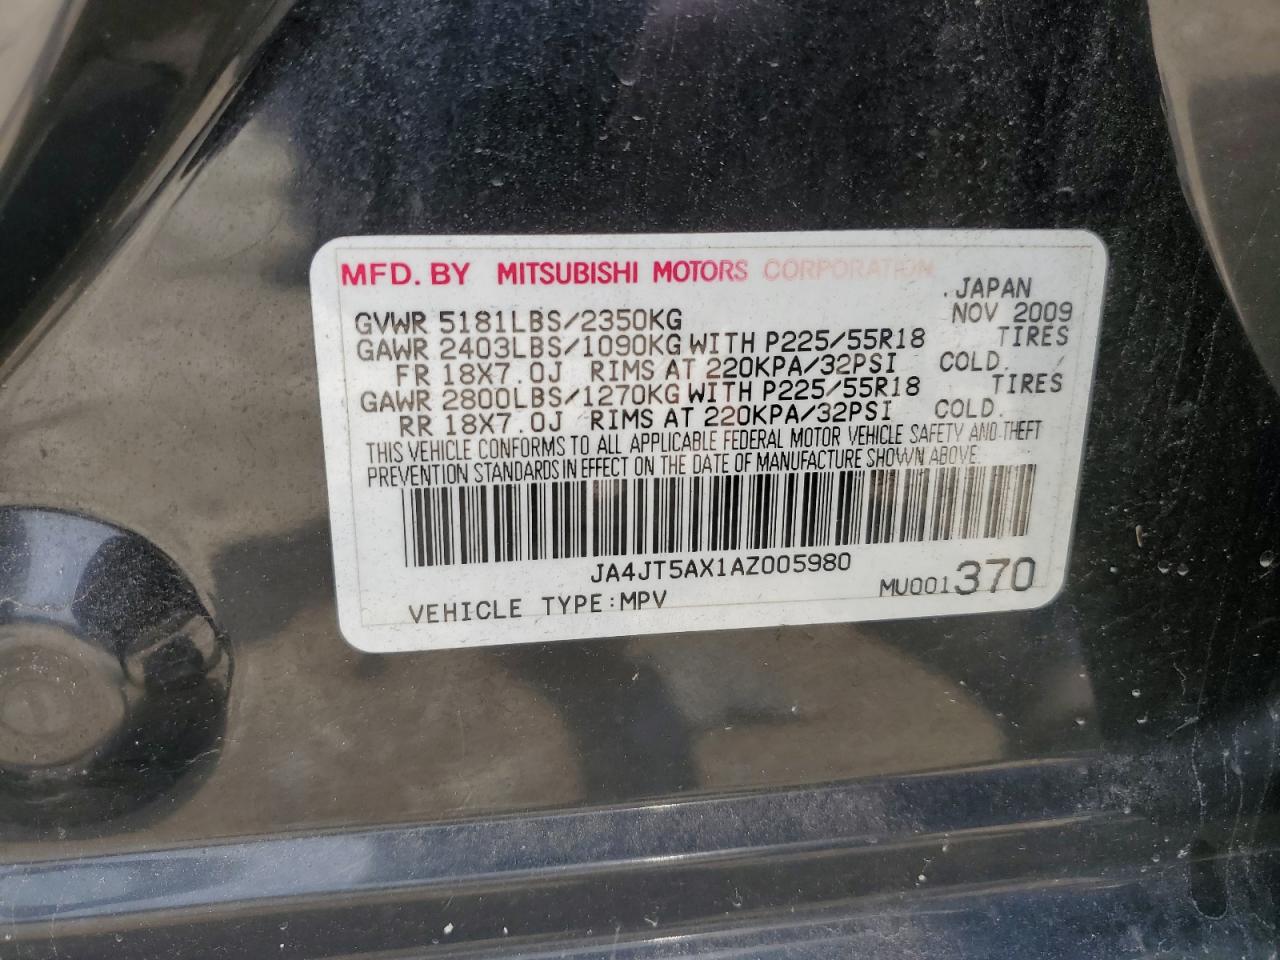 MFD. BY MITSUBISHI MOTORS CORPORATION
. JAPAN
NOV 2009
GVWR 5181LBS/2350KG
GAWR 2403LBS/1090KG WITH P225/55R18 TIRES
FR 18X7.0J RIMS AT 220KPA/32PSI COLD.
GAWR 2800LBS/1270KG WITH P225/55R18 TIRES
RR 18X7.0J RIMS AT 220KPA/32PSI COLD.
THIS VEHICLE CONFORMS TO ALL APPLICABLE FEDERAL MOTOR VEHICLE SAFETY AND THEFT
PREVENTION STANDARDS IN EFFECT ON THE DATE OF MANUFACTURE SHOWN ABOVE.
JA4JT5AX1AZ005980
VEHICLE TYPE:MPV
MU001370